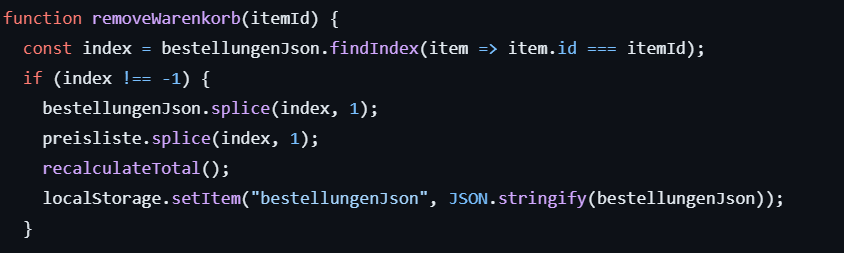 function removeWarenkorb(itemId) {
  const index = bestellungenJson.findIndex(item => item.id === itemId);
  if (index !== -1) {
    bestellungenJson.splice(index, 1);
    preisliste.splice(index, 1);
    recalculateTotal();
    localStorage.setItem("bestellungenJson", JSON.stringify(bestellungenJson));
  }